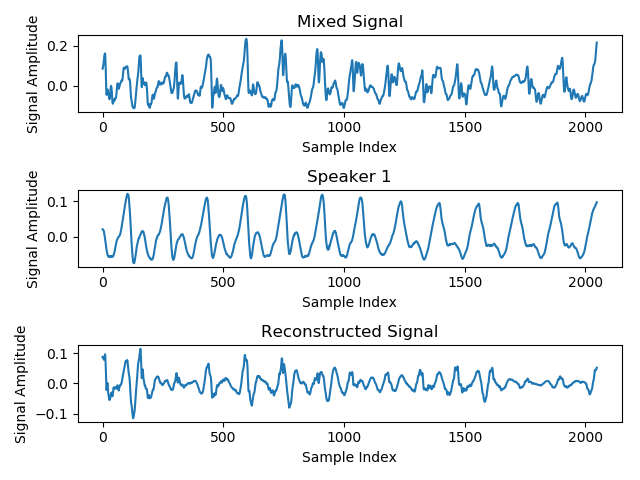 Mixed Signal
Signal Amplitude
0.2
0.0
0
500
1000
1500
2000
Sample Index
Speaker 1
Signal Amplitude
0.1
0.0
0
500
1000
1500
2000
Sample Index
Reconstructed Signal
Signal Amplitude
0.1
0.0
−0.1
0
500
1000
1500
2000
Sample Index